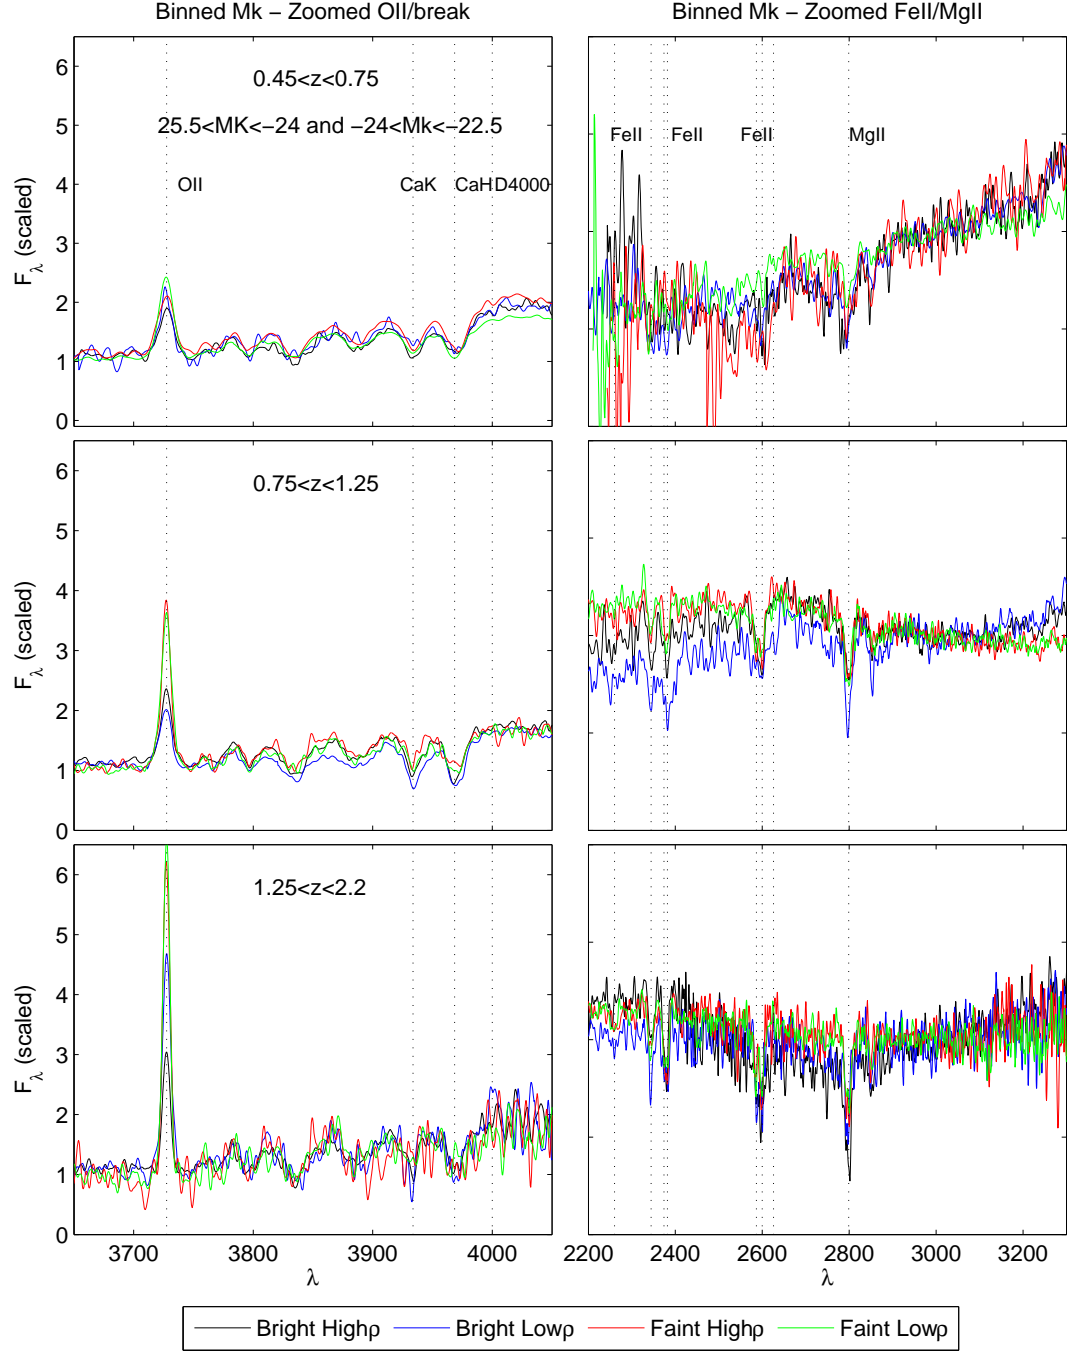 Binned Mk − Zoomed OII/break
Binned Mk − Zoomed FeII/MgII
6
5
4
3
2
1
0
F_λ (scaled)
0.45<z<0.75
25.5<MK<−24 and −24<Mk<−22.5
OII
CaK
CaH
D4000
FeII
FeII
FeII
MgII
6
5
4
3
2
1
0
F_λ (scaled)
0.75<z<1.25
6
5
4
3
2
1
0
F_λ (scaled)
1.25<z<2.2
3700
3800
3900
4000
λ
2200
2400
2600
2800
3000
3200
λ
Bright Highρ
Bright Lowρ
Faint Highρ
Faint Lowρ